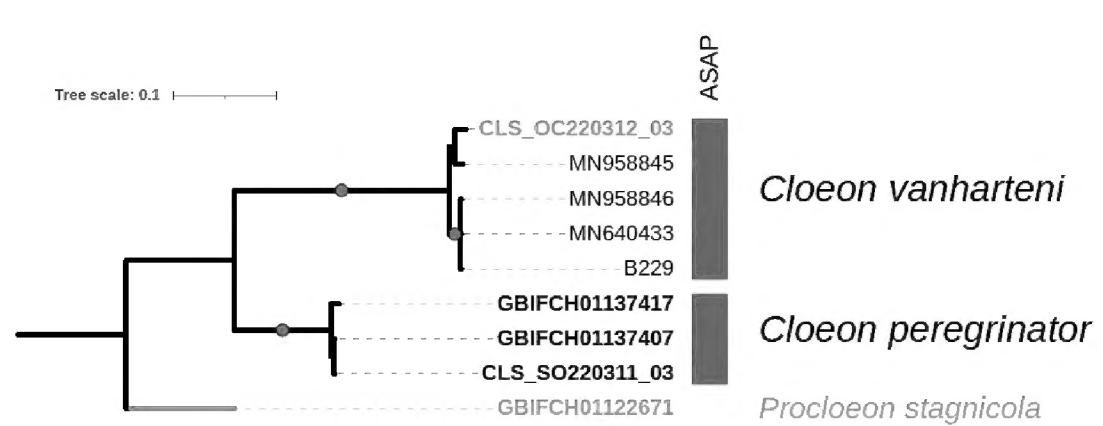 ASAP
Tree scale: 0.1
CLS_OC220312_03
MN958845
MN958846
Cloeon vanharteni
MN640433
B229
GBIFCH01137417
GBIFCH01137407
Cloeon peregrinator
CLS_SO220311_03
GBIFCH01122671
Procloeon stagnicola